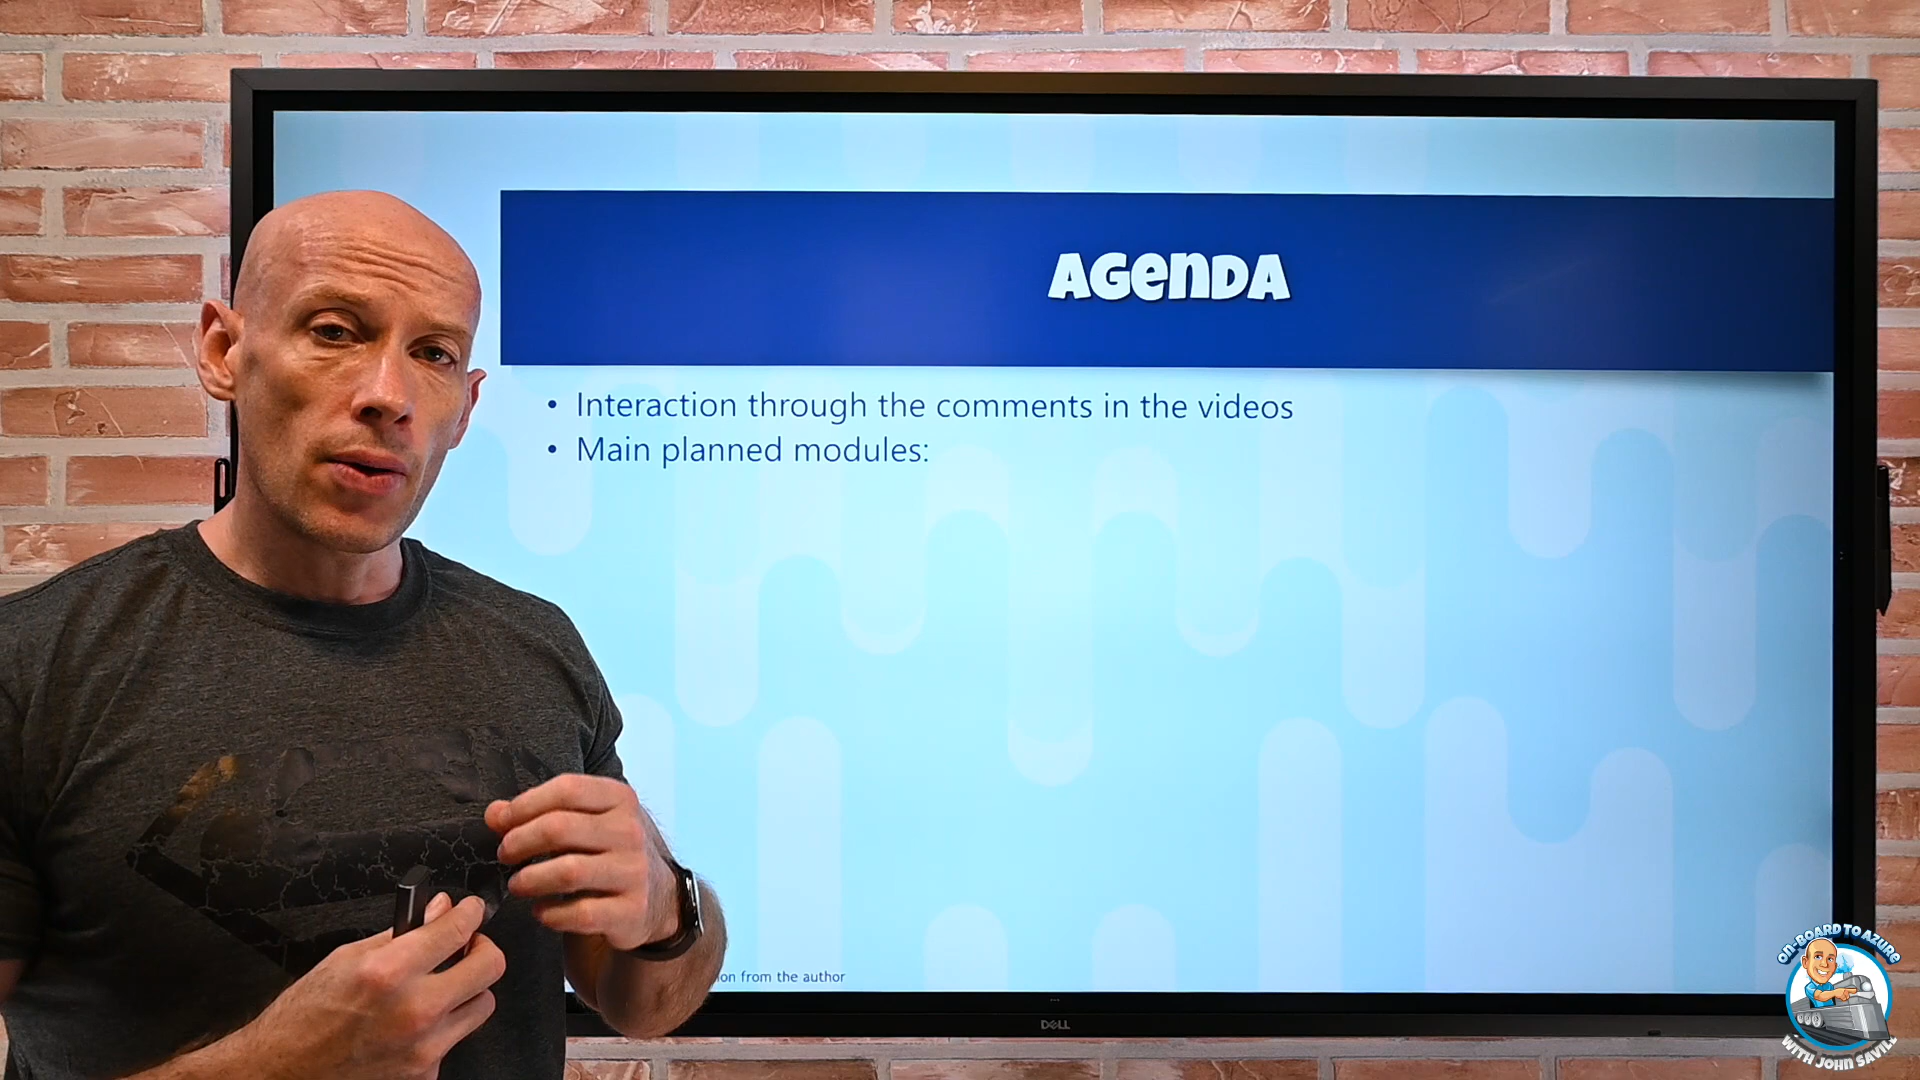 AGENDA
• Interaction through the comments in the videos
• Main planned modules:
from the author
DELL
ON-BOARD TO AZURE
WITH JOHN SAVILL